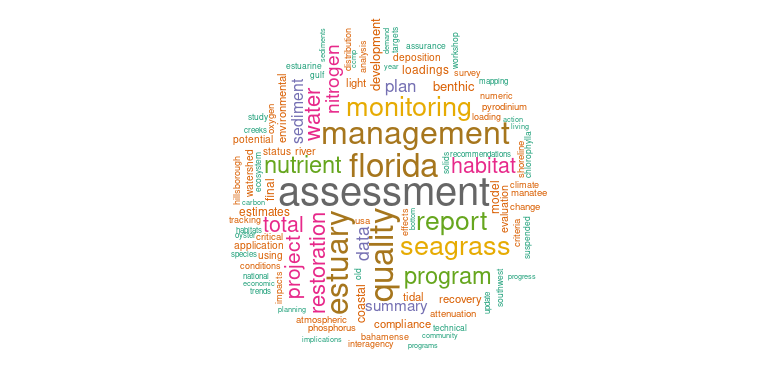 sediments
distribution
comp
analysis
development
demand
targets
assurance
workshop
estuarine
gulf
nitrogen
deposition
year
loadings
survey
mapping
light
plan
benthic
environmental
sediment
water
monitoring
numeric
pyrodinium
loading
action
living
study
creeks
oxygen
potential
management
chlorophyll
shoreline
status
river
nutrient
florida
solids
recommendations
habitat
hillsborough
watershed
ecosystem
final
carbon
assessment
model
evaluation
climate
manatee
change
estimates
tracking
habitats
oyster
critical
total
restoration
estuary
usa
data
quality
effects
bottom
report
criteria
suspended
application
species
using
project
seagrass
conditions
national
economic
trends
impacts
old
program
progress
planning
coastal
summary
tidal
recovery
update
southwest
atmospheric
phosphorus
attenuation
compliance
technical
implications
bahamense
interagency
community
programs